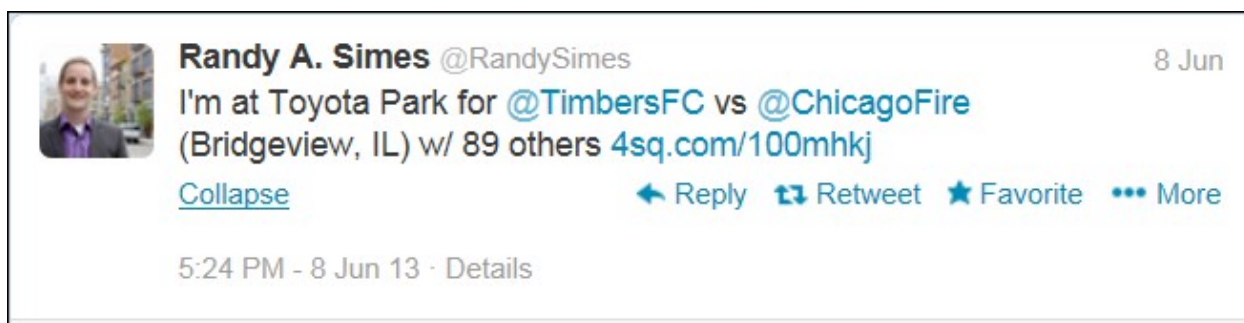 Randy A. Simes @RandySimes 8 Jun
I'm at Toyota Park for @TimbersFC vs @ChicagoFire
(Bridgeview, IL) w/ 89 others 4sq.com/100mhkj
Collapse Reply Retweet Favorite ••• More
5:24 PM - 8 Jun 13 · Details